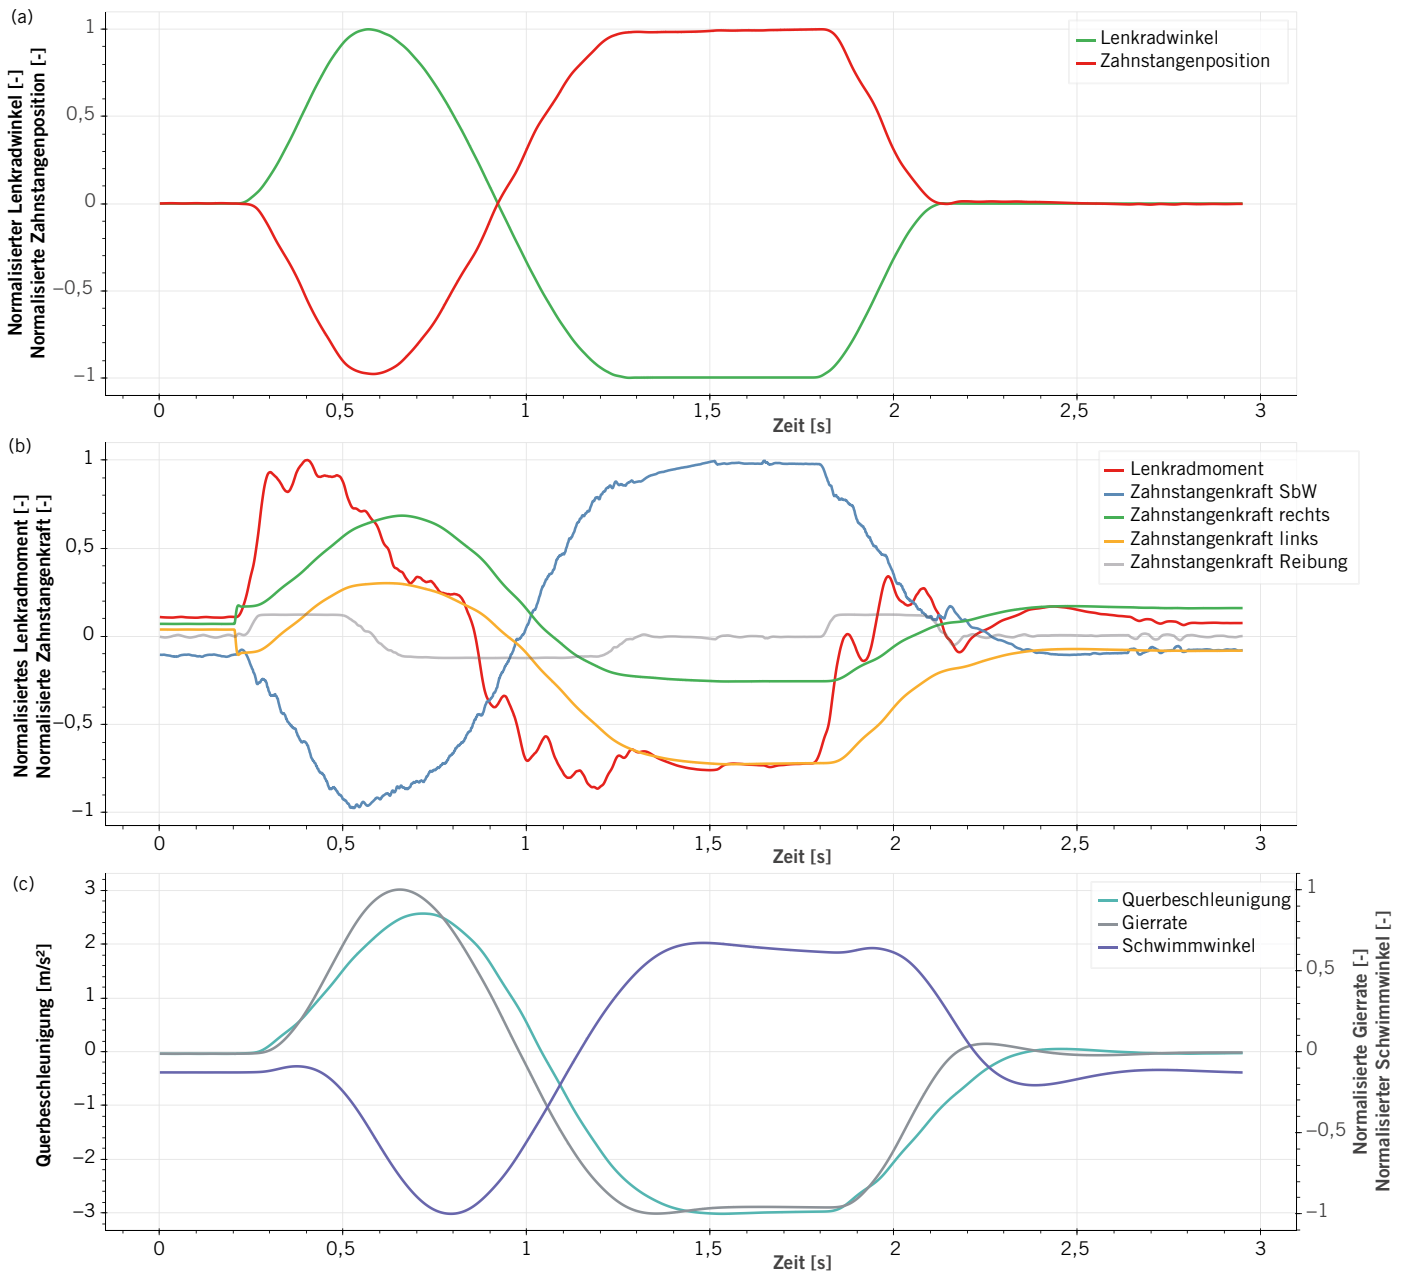 (a)
Normalisierter Lenkradwinkel [-]
Normalisierte Zahnstangenposition [-]
1
0,5
0
−0,5
−1
Lenkradwinkel
Zahnstangenposition
0 0,5 1 1,5 2 2,5 3
Zeit [s]
(b)
Normalisiertes Lenkradmoment [-]
Normalisierte Zahnstangenkraft [-]
1
0,5
0
−0,5
−1
Lenkradmoment
Zahnstangenkraft SbW
Zahnstangenkraft rechts
Zahnstangenkraft links
Zahnstangenkraft Reibung
0 0,5 1 1,5 2 2,5 3
Zeit [s]
(c)
Querbeschleunigung [m/s²]
3
2
1
0
−1
−2
−3
Querbeschleunigung
Gierrate
Schwimmwinkel
1
0,5
0
−0,5
−1
Normalisierte Gierrate [-]
Normalisierter Schwimmwinkel [-]
0 0,5 1 1,5 2 2,5 3
Zeit [s]